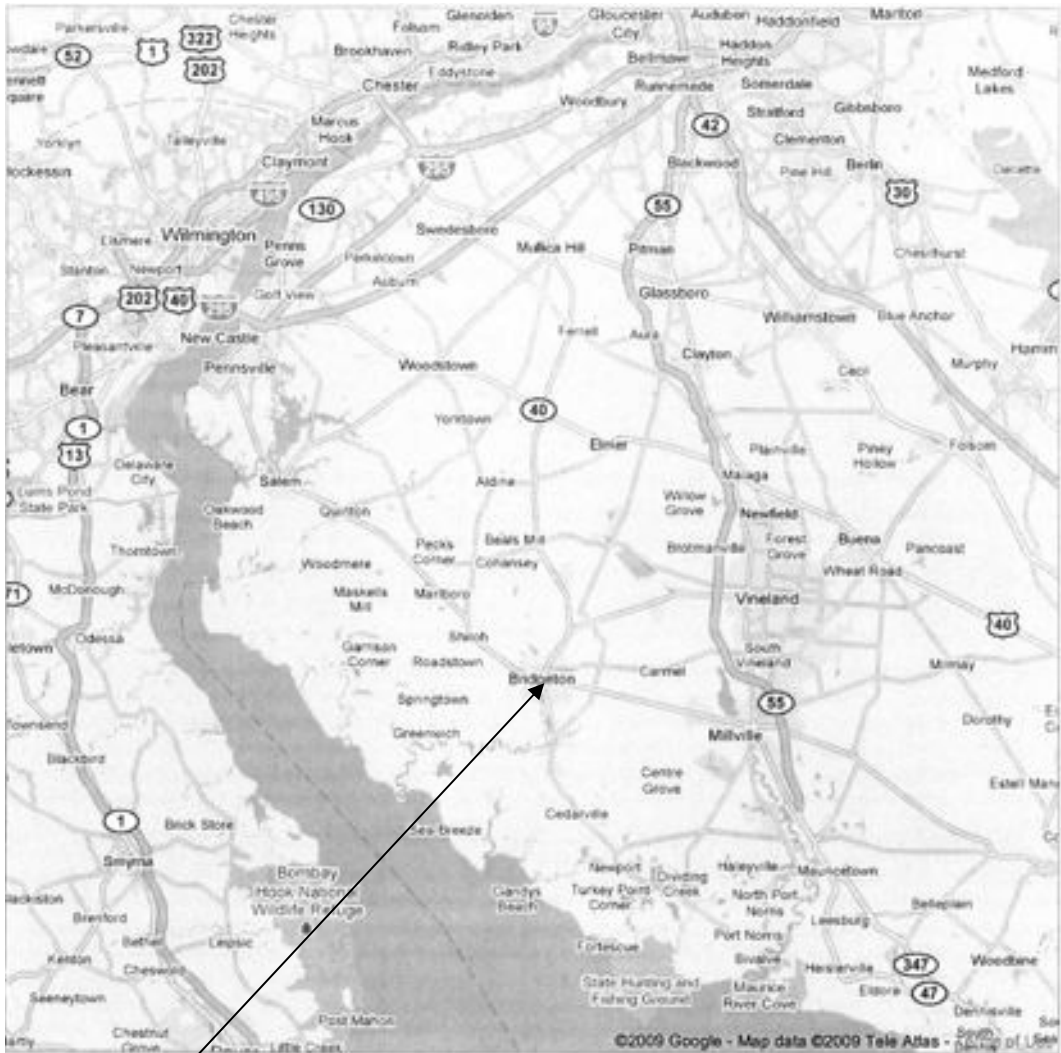 Parkersville
Chester
Heights
Folsom
Glenolden
Gloucester
City
Audubon
Haddonfield
Marlton
322
1
52
202
Brookhaven
Ridley Park
Eddystone
Bellmawr
Haddon
Heights
Chester
Runnemede
Somerdale
Medford
Lakes
Woodbury
Stratford
Gibbsboro
Marcus
Hook
42
Clementon
Yorklyn
Talleyville
Claymont
Blackwood
Pine Hill
Berlin
30
130
55
Elsmere
Wilmington
Penns
Grove
Swedesboro
Mullica Hill
Pitman
Chesilhurst
Stanton
Newport
Perkintown
Auburn
202
40
Golf View
Glassboro
7
New Castle
Ferrell
Aura
Williamstown
Blue Anchor
Pleasantville
Pennsville
Woodstown
Clayton
Cecil
Murphy
Bear
Yorktown
40
1
13
Elmer
Plainville
Piney
Hollow
Folsom
Delaware
City
Salem
Aldine
Malaga
Lums Pond
State Park
Oakwood
Beach
Quinton
Willow
Grove
Newfield
Thorntown
Pecks
Corner
Beals Mill
Brotmanville
Forest
Grove
Buena
Pancoast
Woodmere
Cohansey
Wheat Road
71
McDonough
Maskells
Mill
Marlboro
Vineland
40
Odessa
Shiloh
Garrison
Corner
Roadstown
Carmel
South
Vineland
Milmay
Bridgeton
Springtown
55
Townsend
Greenwich
Millville
Dorothy
Blackbird
Centre
Grove
1
Brick Store
Sea Breeze
Cedarville
Smyrna
Bombay
Hook National
Wildlife Refuge
Newport
Dividing
Creek
Haleyville
Mauricetown
Gandys
Beach
Turkey Point
Corner
North Port
Norris
Belleplain
Brenford
Leesburg
Leipsic
Port Norris
Fortescue
Kenton
Cheswold
Bivalve
Heislerville
347
Woodbine
State Hunting and
Fishing Ground
Maurice
River Cove
Eldora
47
Seeneytown
Dennisville
Chestnut
Grove
Port Mahon
Little Creek
©2009 Google - Map data ©2009 Tele Atlas -